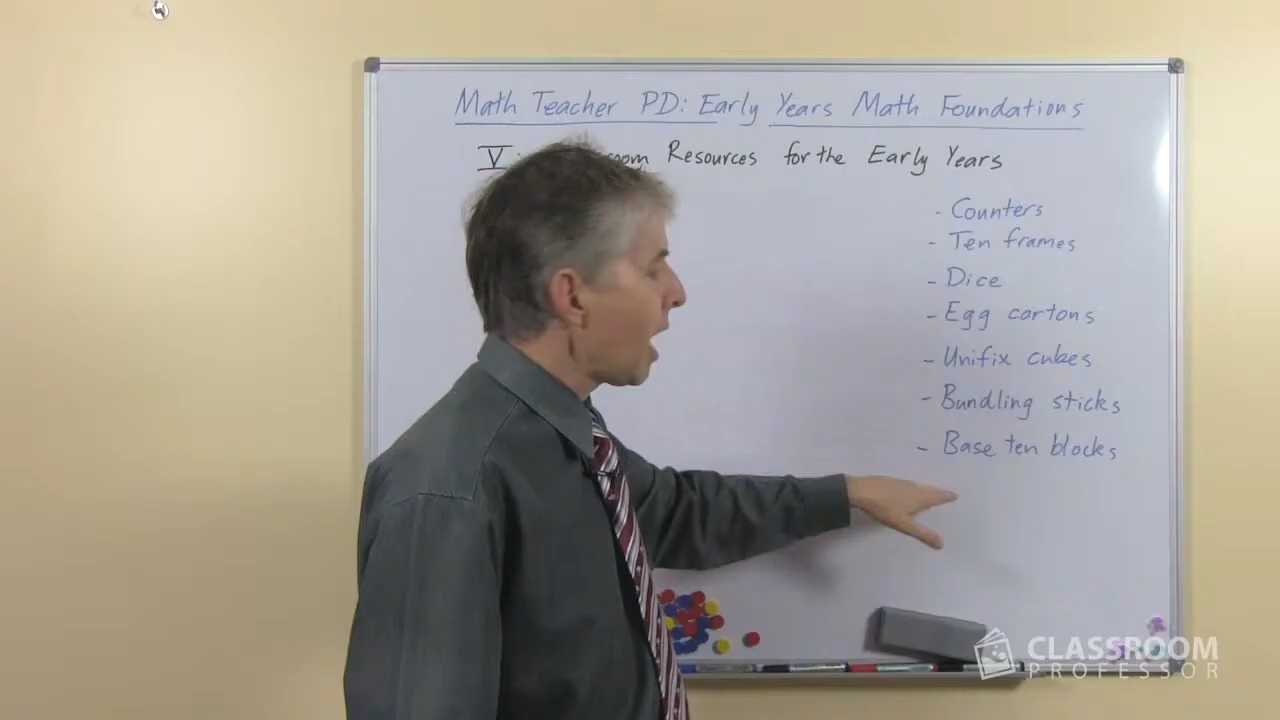 Math Teacher PD: Early Years Math Foundations
V: room Resources for the Early Years
- Counters
- Ten frames
- Dice
- Egg cartons
- Unifix cubes
- Bundling sticks
- Base ten blocks
CLASSROOM
PROFESSOR